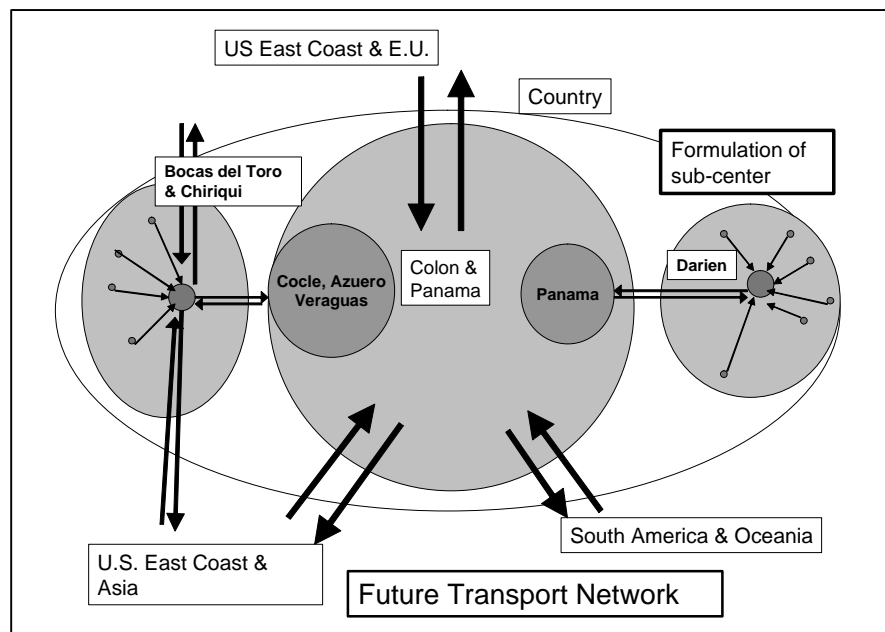 US East Coast & E.U.
Country
Formulation of
sub-center
Bocas del Toro
& Chiriqui
Darien
Cocle, Azuero
Veraguas
Colon &
Panama
Panama
South America & Oceania
U.S. East Coast &
Asia
Future Transport Network